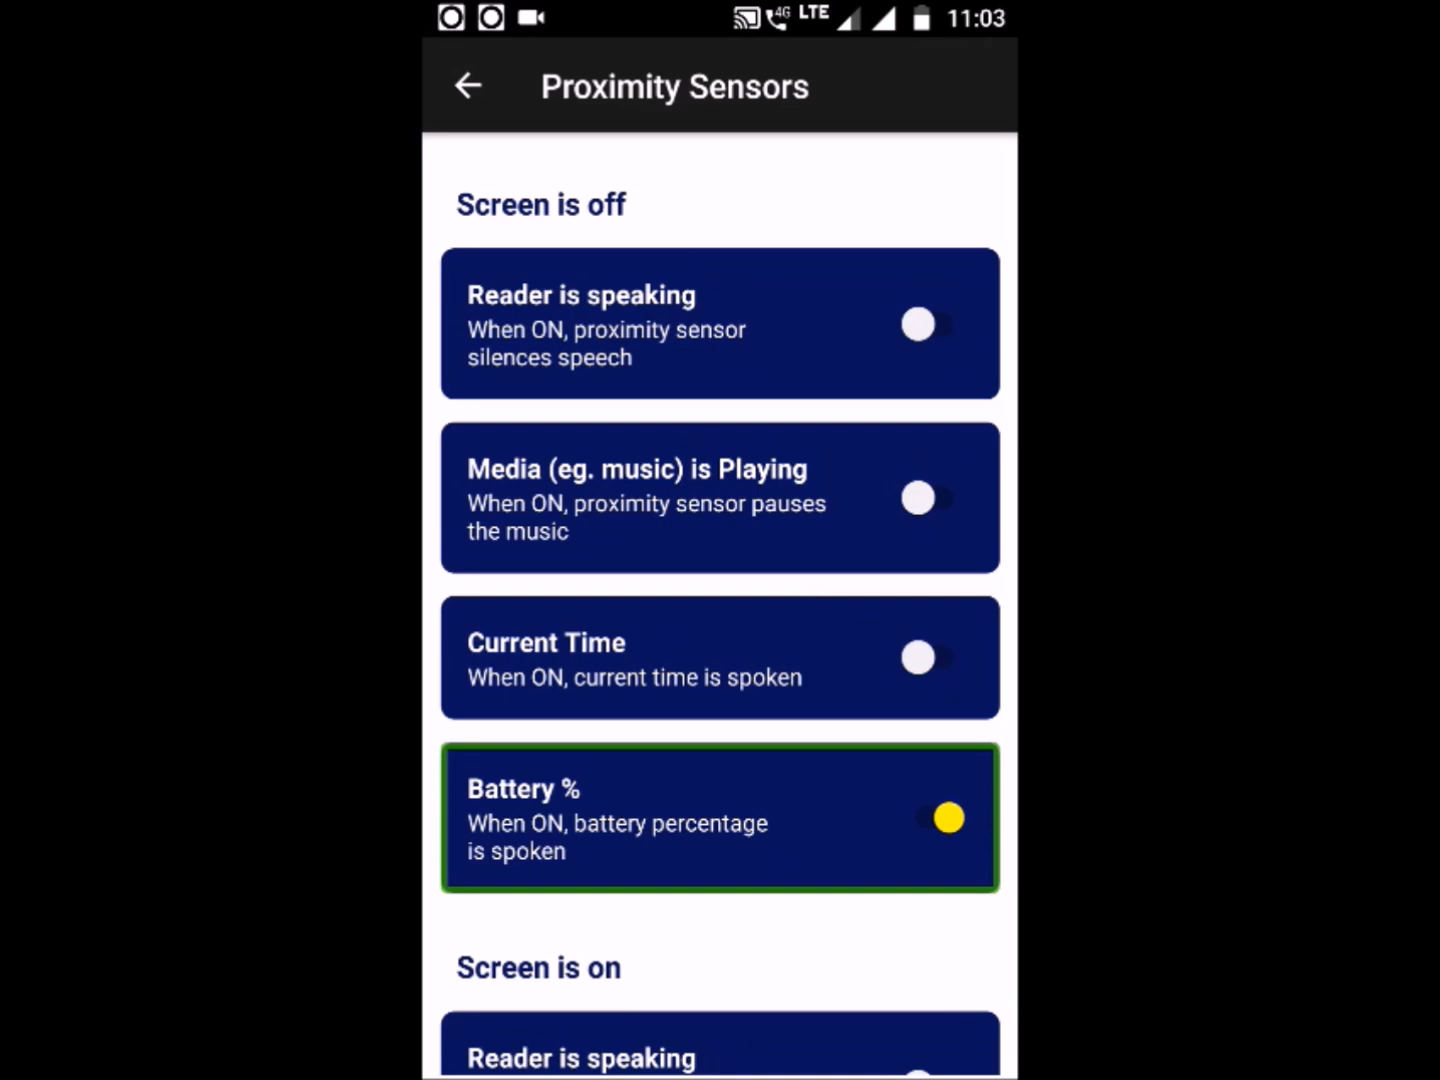 4G LTE 11:03
Proximity Sensors
Screen is off
Reader is speaking
When ON, proximity sensor
silences speech
Media (eg. music) is Playing
When ON, proximity sensor pauses
the music
Current Time
When ON, current time is spoken
Battery %
When ON, battery percentage
is spoken
Screen is on
Reader is speaking